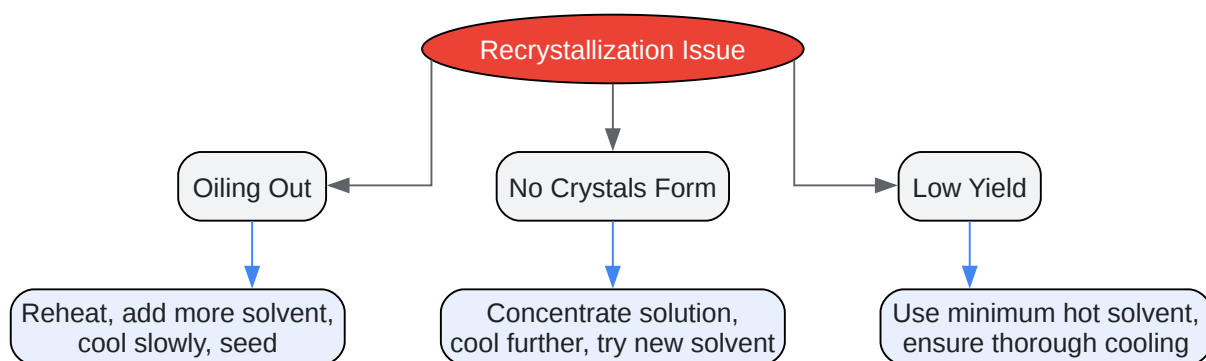 Recrystallization Issue
Oiling Out
No Crystals Form
Low Yield
Reheat, add more solvent,
cool slowly, seed
Concentrate solution,
cool further, try new solvent
Use minimum hot solvent,
ensure thorough cooling